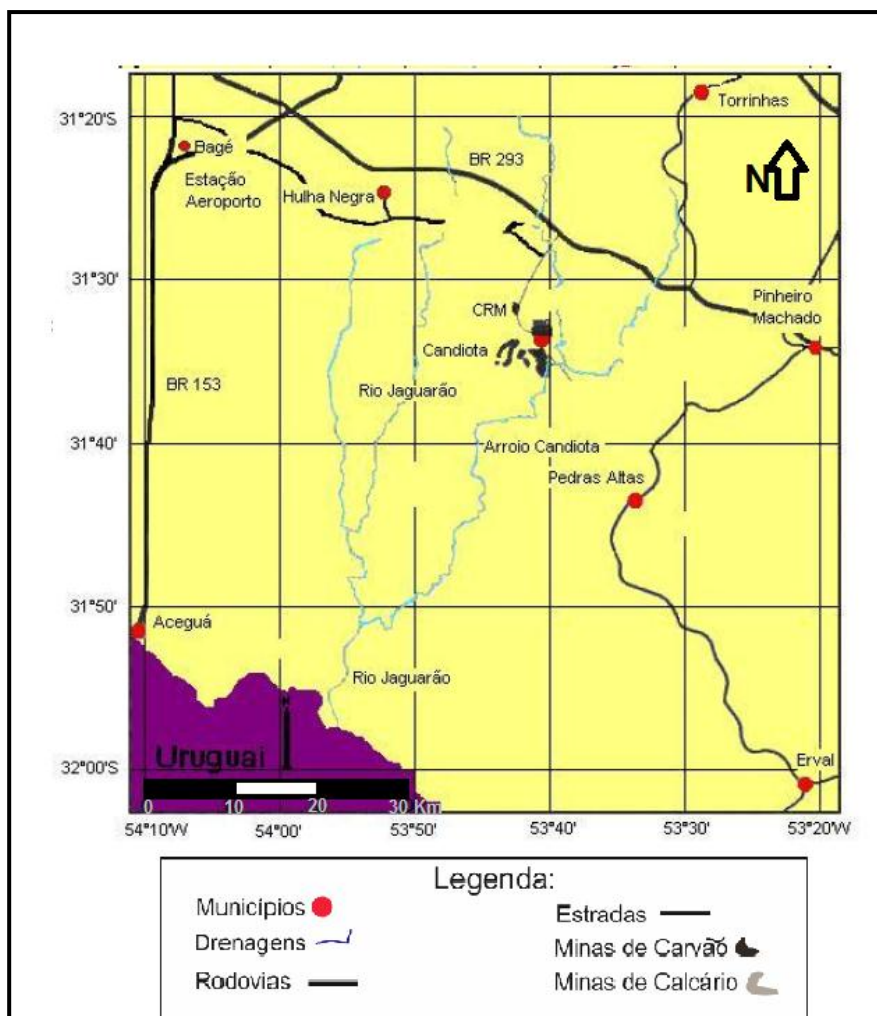 Torrinhas
31°20'S
Bagé
BR 293
Estação
Aeroporto
Hulha Negra
N
31°30'
Pinheiro
Machado
CRM
Candiota
BR 153
Rio Jaguarão
31°40'
Arroio Candiota
Pedras Altas
31°50'
Aceguá
Rio Jaguarão
Erval
Uruguai
32°00'S
0 10 20 30 Km
54°10'W 54°00' 53°50' 53°40' 53°30' 53°20'W
Legenda:
Municípios
Estradas
Drenagens
Minas de Carvão
Rodovias
Minas de Calcário